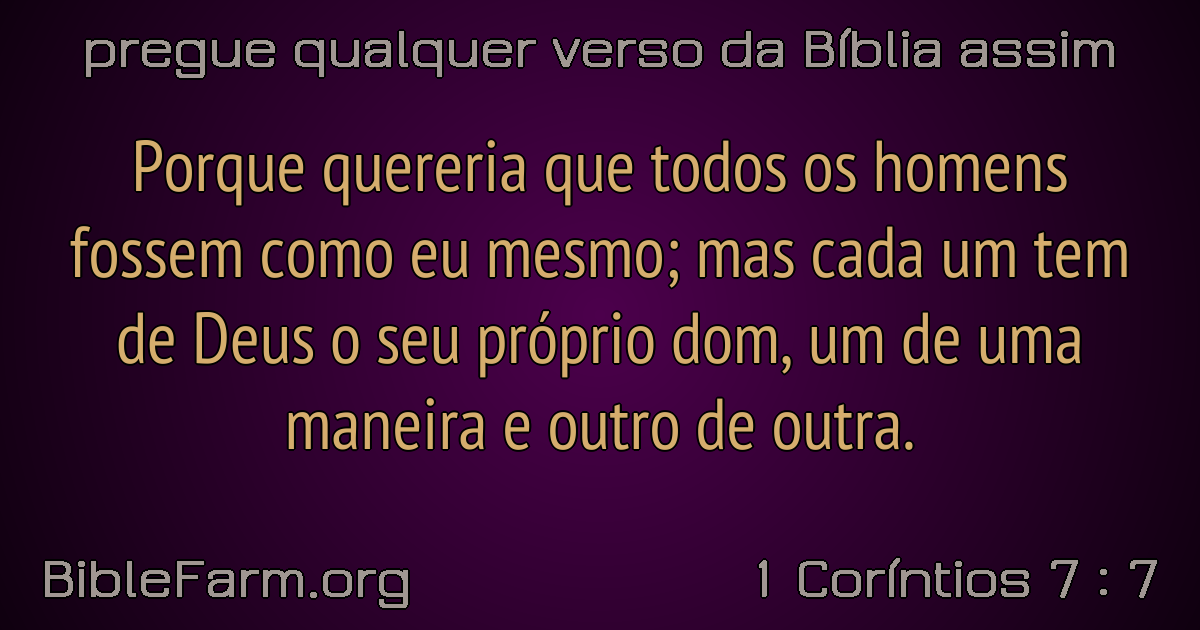 pregue qualquer verso da Bíblia assim
Porque quereria que todos os homens
fossem como eu mesmo; mas cada um tem
de Deus o seu próprio dom, um de uma
maneira e outro de outra.
BibleFarm.org
1 Coríntios 7 : 7